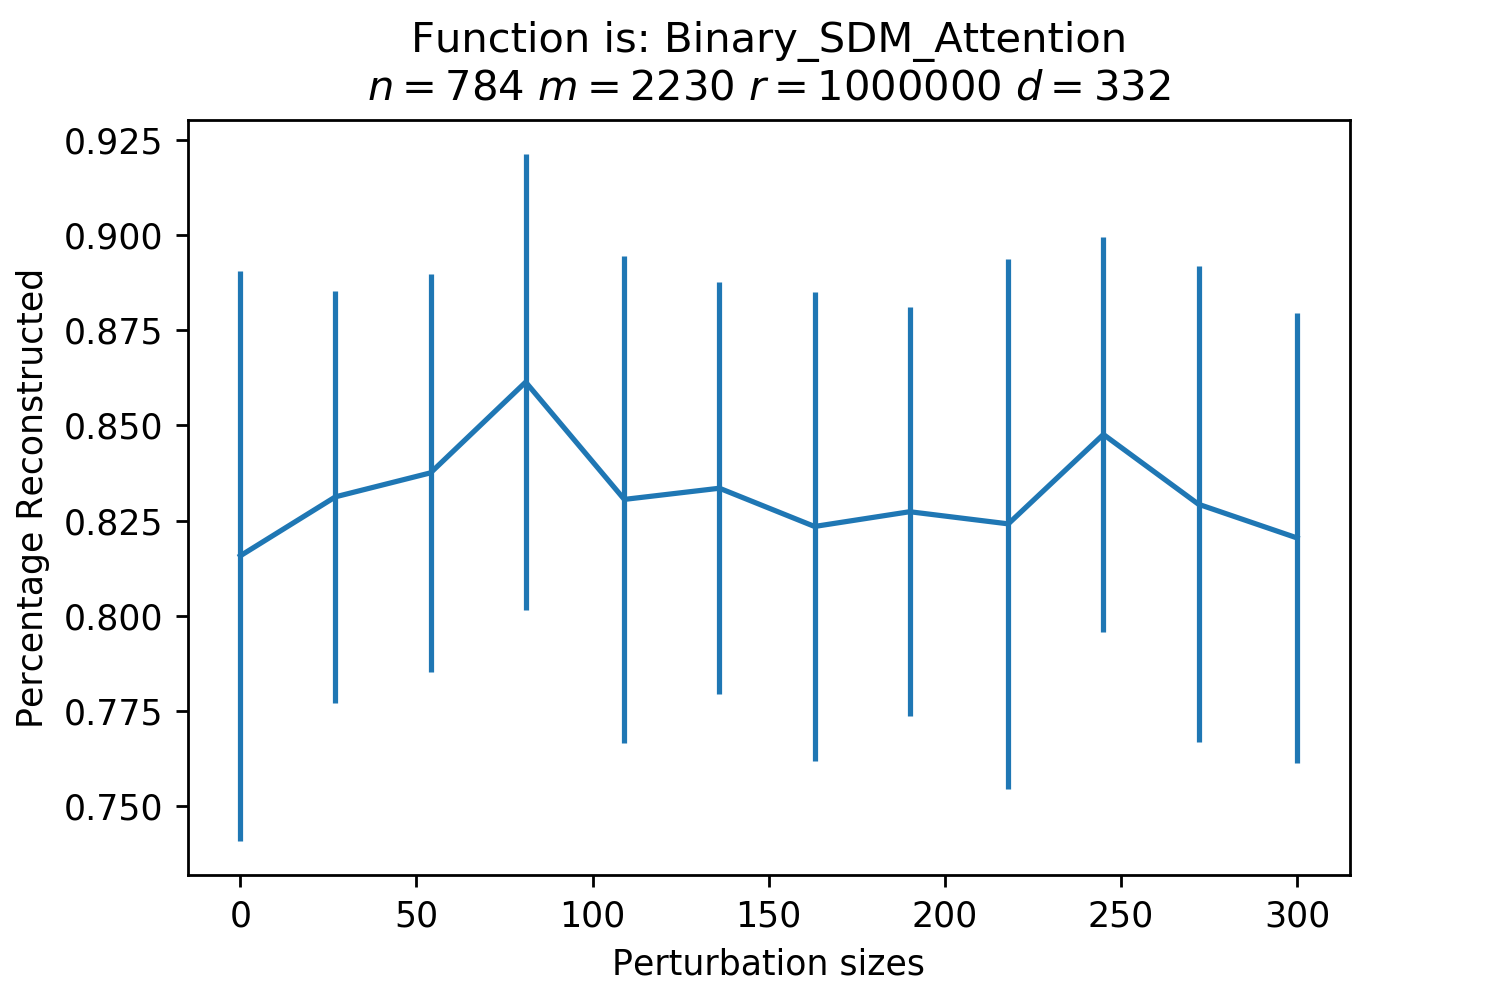 Function is: Binary_SDM_Attention
n = 784 m = 2230 r = 1000000 d = 332
Percentage Reconstructed
0.925
0.900
0.875
0.850
0.825
0.800
0.775
0.750
0 50 100 150 200 250 300
Perturbation sizes